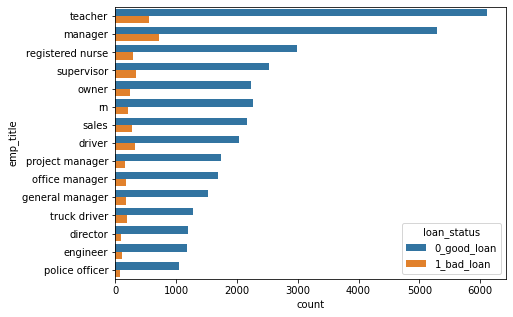 teacher
manager
registered nurse
supervisor
owner
rn
sales
driver
project manager
office manager
general manager
truck driver
director
engineer
police officer
emp_title
loan_status
0_good_loan
1_bad_loan
0 1000 2000 3000 4000 5000 6000
count